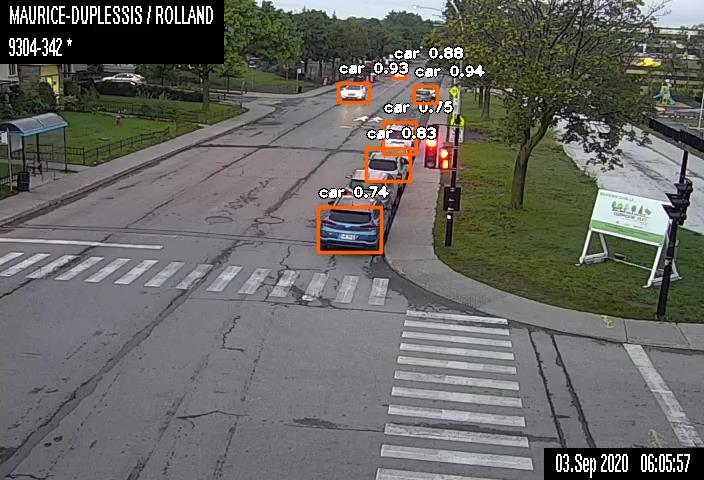 MAURICE-DUPLESSIS / ROLLAND
9304-342 *
car 0.88
car 0.93
car 0.94
car 0.75
car 0.83
car 0.74
03.Sep 2020 06:05:57